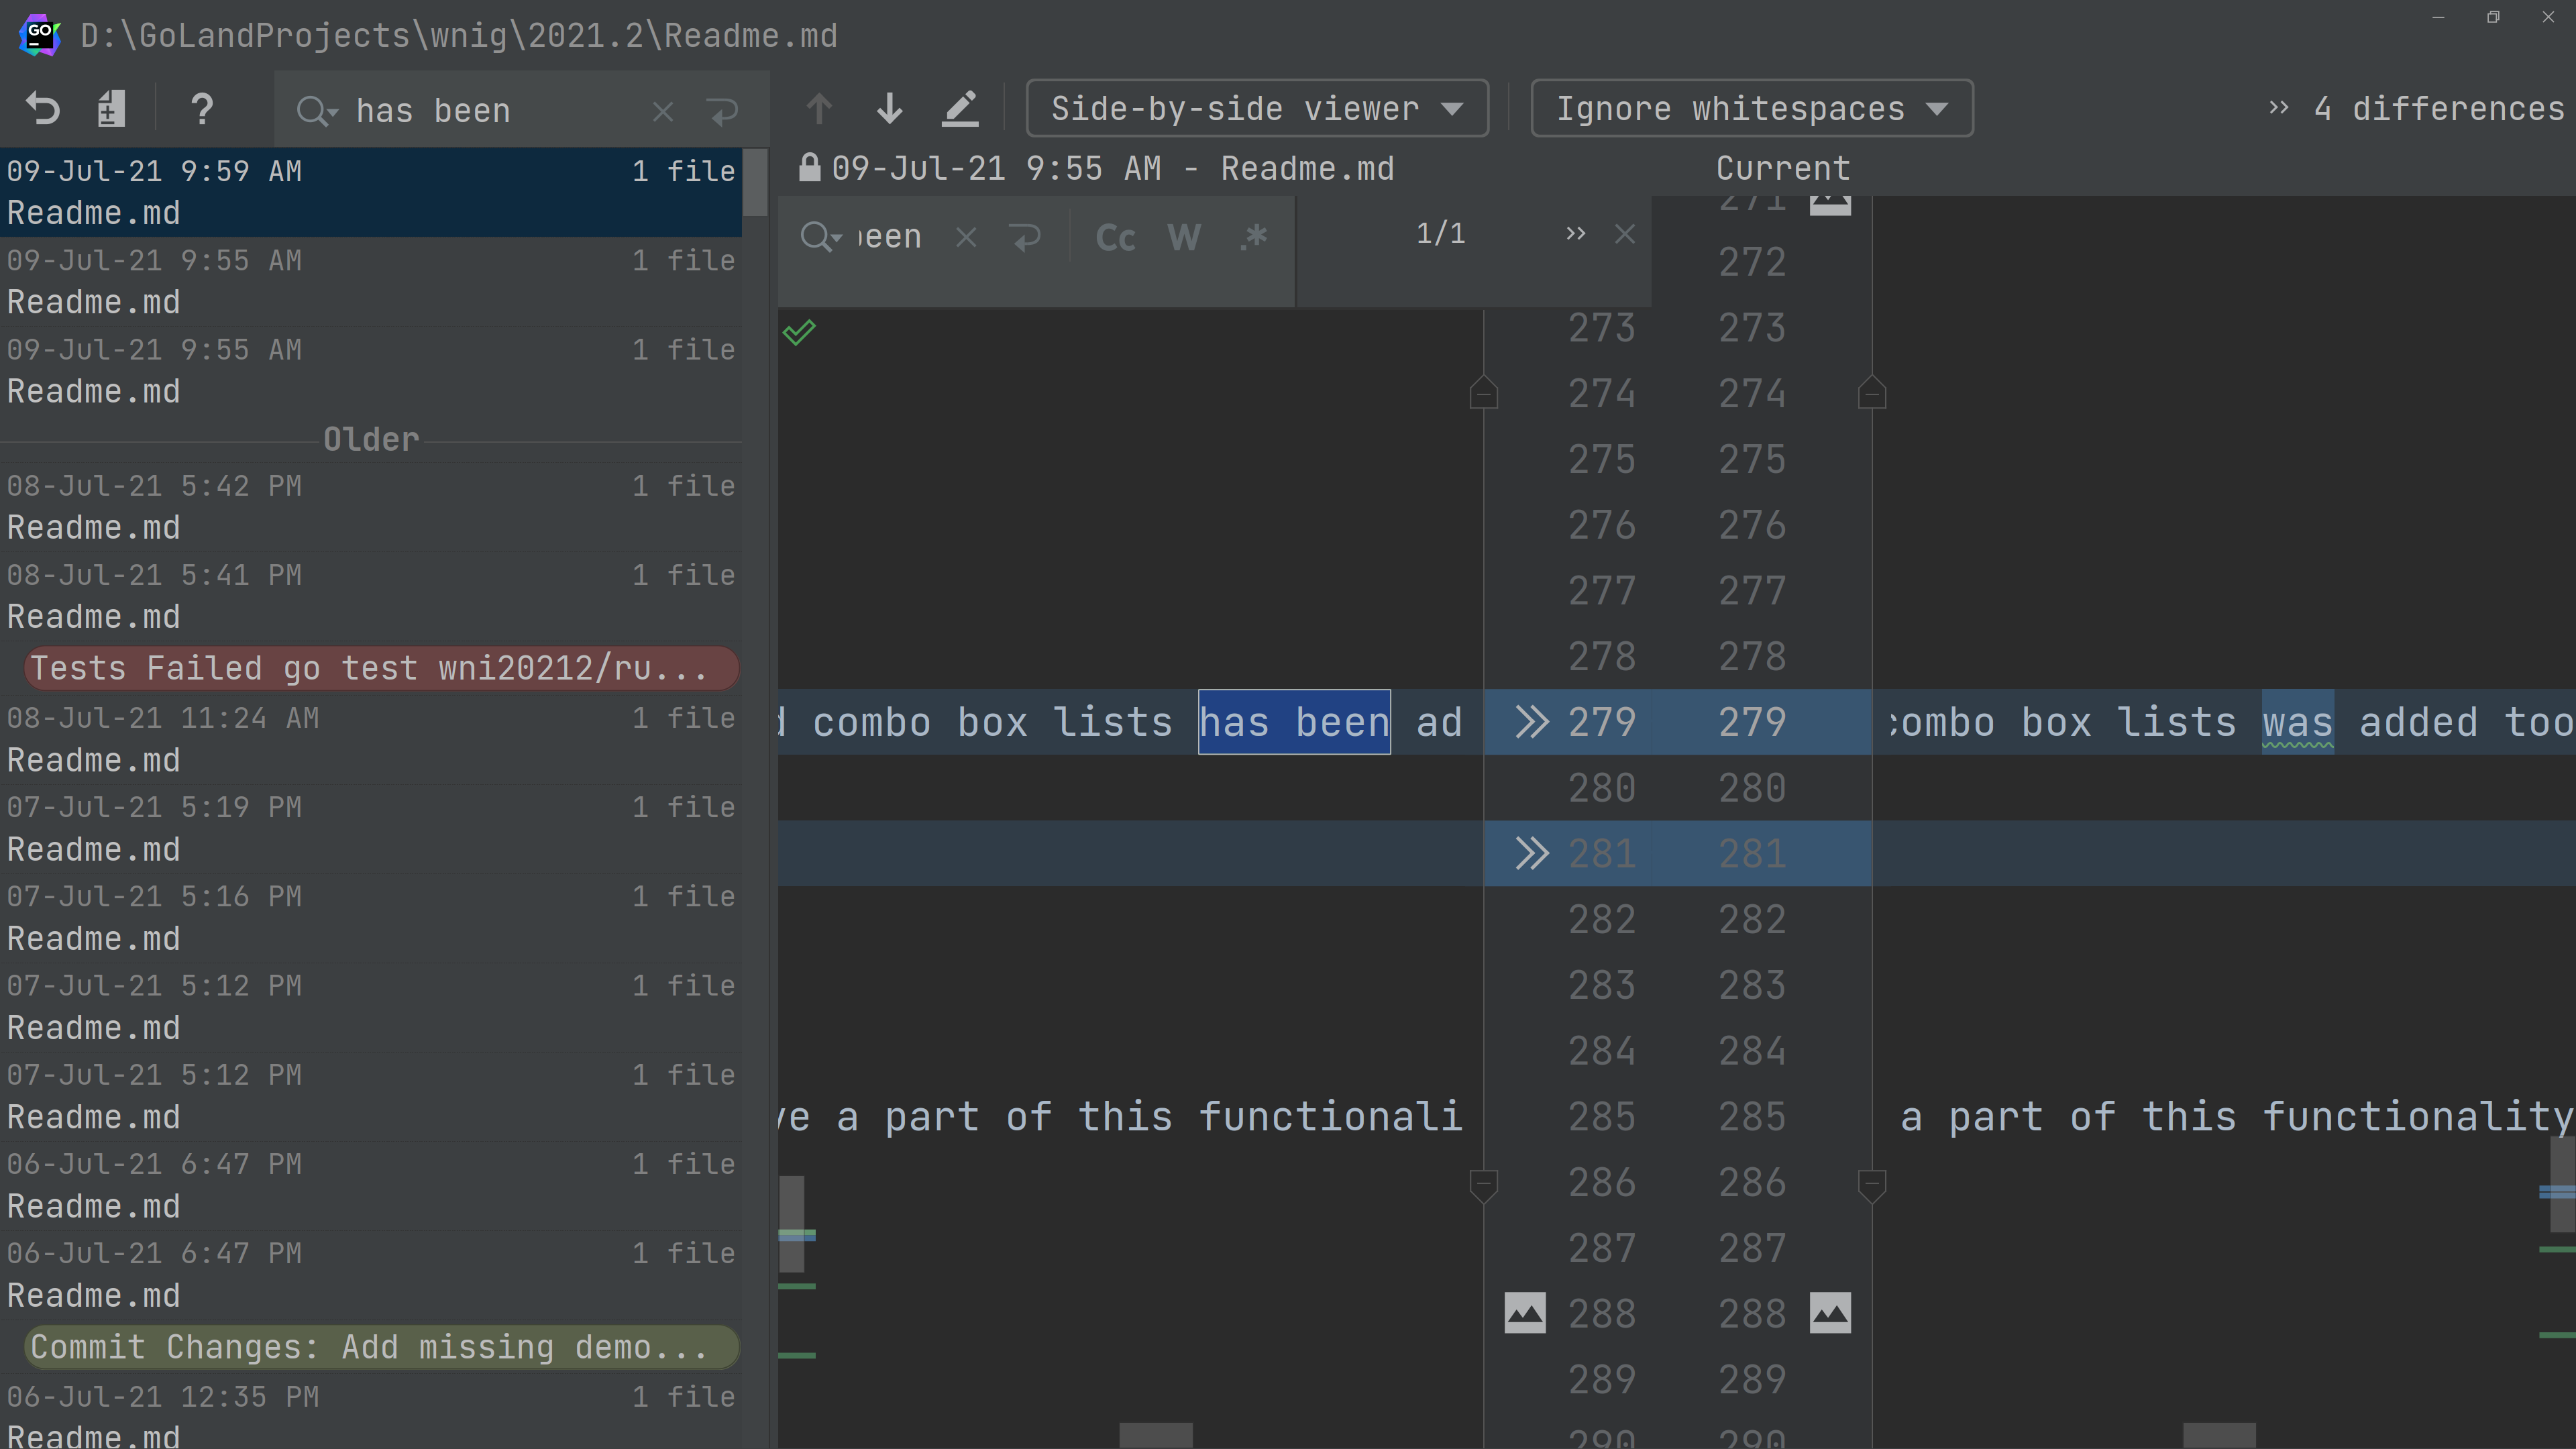 GO D:\GoLandProjects\wnig\2021.2\Readme.md
? has been Side-by-side viewer Ignore whitespaces 4 differences
09-Jul-21 9:59 AM 1 file
Readme.md
09-Jul-21 9:55 AM 1 file
Readme.md
09-Jul-21 9:55 AM 1 file
Readme.md
Older
08-Jul-21 5:42 PM 1 file
Readme.md
08-Jul-21 5:41 PM 1 file
Readme.md
Tests Failed go test wni20212/ru...
08-Jul-21 11:24 AM 1 file
Readme.md
07-Jul-21 5:19 PM 1 file
Readme.md
07-Jul-21 5:16 PM 1 file
Readme.md
07-Jul-21 5:12 PM 1 file
Readme.md
07-Jul-21 5:12 PM 1 file
Readme.md
06-Jul-21 6:47 PM 1 file
Readme.md
06-Jul-21 6:47 PM 1 file
Readme.md
Commit Changes: Add missing demo...
06-Jul-21 12:35 PM 1 file
Readme.md
09-Jul-21 9:55 AM - Readme.md Current
been Cc W .* 1/1
271
272
273 273
274 274
275 275
276 276
277 277
278 278
combo box lists has been ad 279 279 combo box lists was added too
280 280
281 281
282 282
283 283
284 284
ve a part of this functionali 285 285 a part of this functionality
286 286
287 287
288 288
289 289
290 290